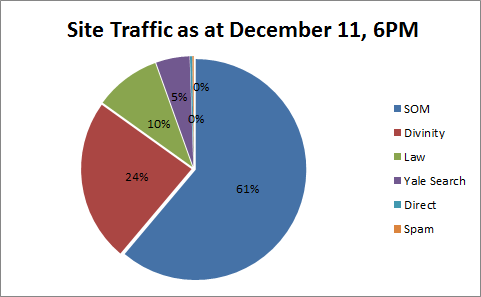 Site Traffic as at December 11, 6PM
0%
5%
0%
10%
24%
61%
SOM
Divinity
Law
Yale Search
Direct
Spam